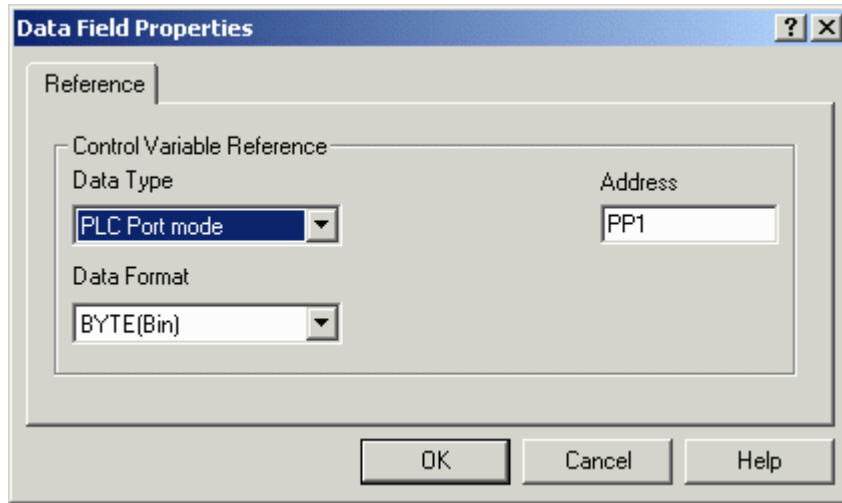 Data Field Properties
Reference
Control Variable Reference
Data Type
Address
PLC Port mode
PP1
Data Format
BYTE(Bin)
OK
Cancel
Help